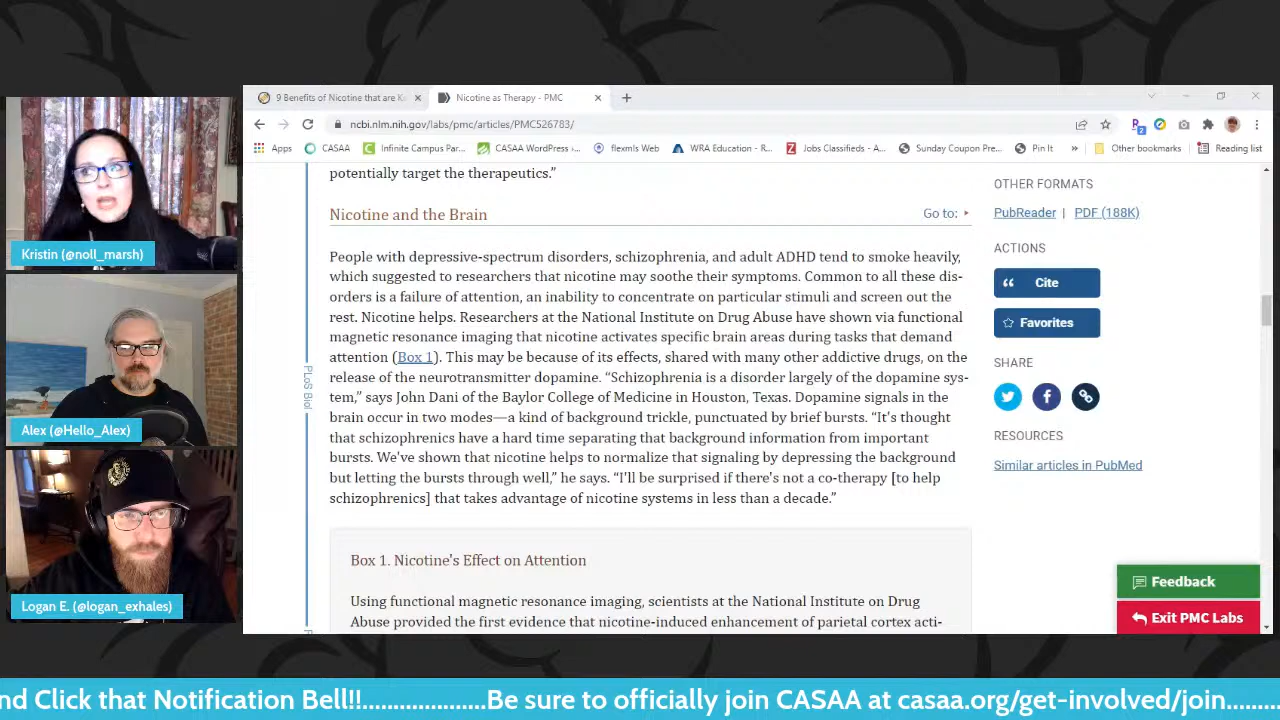 9 Benefits of Nicotine that are K
Nicotine as Therapy - PMC
ncbi.nlm.nih.gov/labs/pmc/articles/PMC526783/
Apps
CASAA
Infinite Campus Par...
CASAA WordPress ›...
flexmls Web
WRA Education - R...
Jobs Classifieds - A...
Sunday Coupon Pre...
Pin It
»
Other bookmarks
Reading list
potentially target the therapeutics.”
Nicotine and the Brain
Go to:
People with depressive-spectrum disorders, schizophrenia, and adult ADHD tend to smoke heavily,
which suggested to researchers that nicotine may soothe their symptoms. Common to all these dis-
orders is a failure of attention, an inability to concentrate on particular stimuli and screen out the
rest. Nicotine helps. Researchers at the National Institute on Drug Abuse have shown via functional
magnetic resonance imaging that nicotine activates specific brain areas during tasks that demand
attention (Box 1). This may be because of its effects, shared with many other addictive drugs, on the
release of the neurotransmitter dopamine. “Schizophrenia is a disorder largely of the dopamine sys-
tem,” says John Dani of the Baylor College of Medicine in Houston, Texas. Dopamine signals in the
brain occur in two modes—a kind of background trickle, punctuated by brief bursts. “It's thought
that schizophrenics have a hard time separating that background information from important
bursts. We've shown that nicotine helps to normalize that signaling by depressing the background
but letting the bursts through well,” he says. “I'll be surprised if there's not a co-therapy [to help
schizophrenics] that takes advantage of nicotine systems in less than a decade.”
Box 1. Nicotine's Effect on Attention
Using functional magnetic resonance imaging, scientists at the National Institute on Drug
Abuse provided the first evidence that nicotine-induced enhancement of parietal cortex acti-
PLoS Biol
OTHER FORMATS
PubReader | PDF (188K)
ACTIONS
Cite
Favorites
SHARE
RESOURCES
Similar articles in PubMed
Feedback
Exit PMC Labs
Kristin (@noll_marsh)
Alex (@Hello_Alex)
Logan E. (@logan_exhales)
nd Click that Notification Bell!!....................Be sure to officially join CASAA at casaa.org/get-involved/join.........